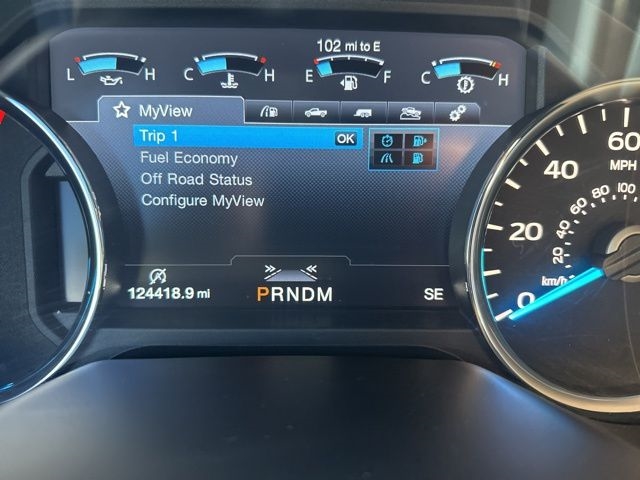 102 mi to E
L H C H E F C H
MyView
Trip 1 OK
Fuel Economy
Off Road Status
Configure MyView
124418.9 mi PRNDM SE
60
MPH
40
20
0
100
80
60
40
20
km/h